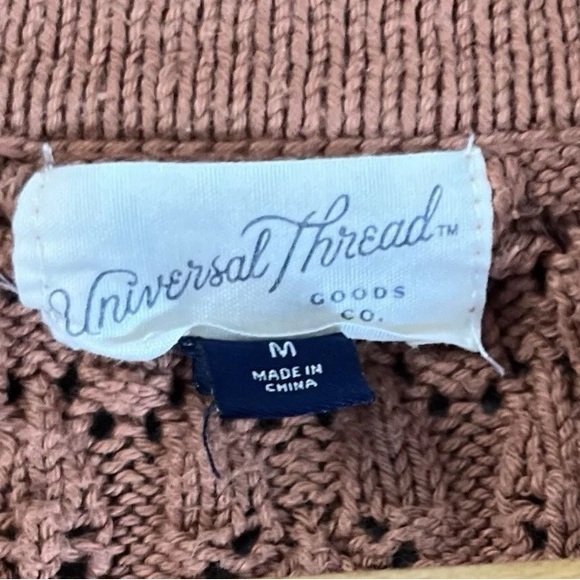 Universal Thread™
GOODS
CO.
M
MADE IN
CHINA